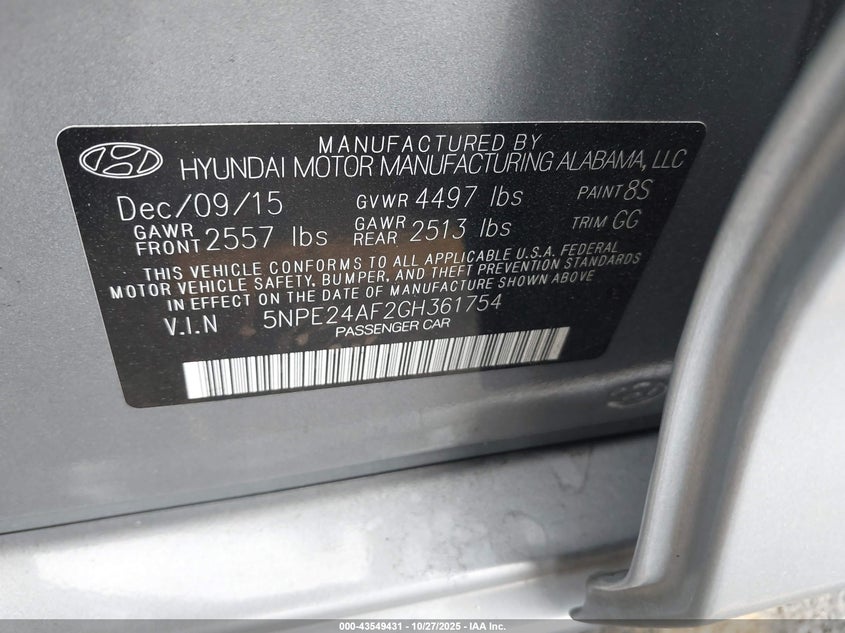 MANUFACTURED BY
HYUNDAI MOTOR MANUFACTURING ALABAMA, LLC
Dec/09/15 GVWR 4497 lbs PAINT 8S
GAWR FRONT 2557 lbs GAWR REAR 2513 lbs TRIM GG
THIS VEHICLE CONFORMS TO ALL APPLICABLE U.S.A. FEDERAL
MOTOR VEHICLE SAFETY, BUMPER, AND THEFT PREVENTION STANDARDS
IN EFFECT ON THE DATE OF MANUFACTURE SHOWN ABOVE
V.I.N 5NPE24AF2GH361754
PASSENGER CAR
000-43549431 - 10/27/2025 - IAA Inc.